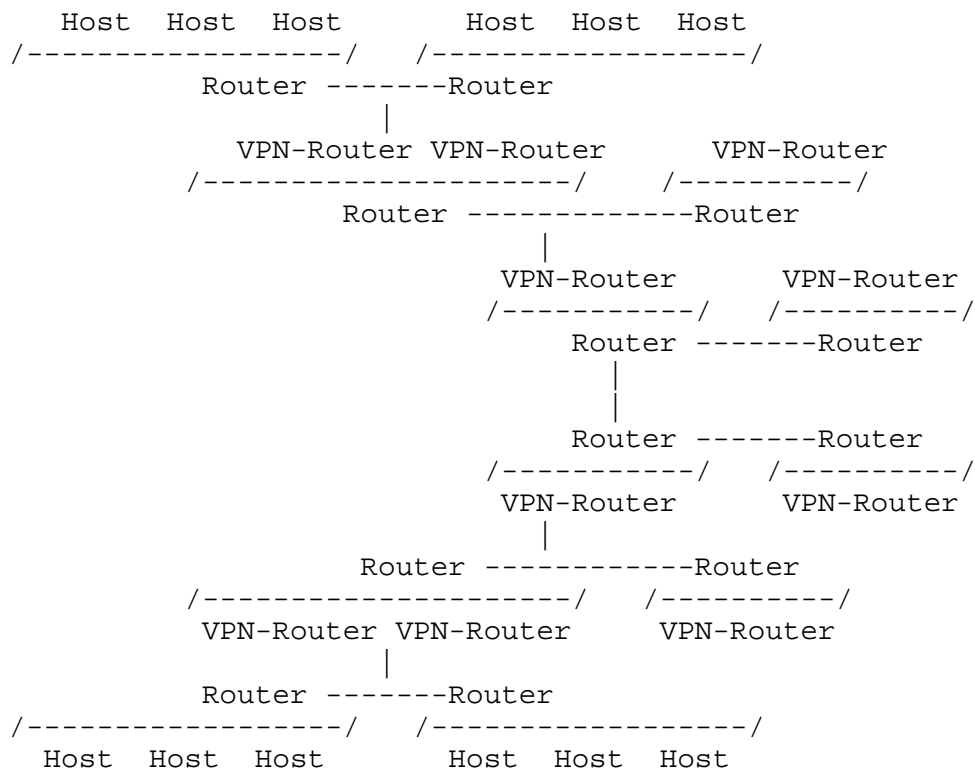 Host Host Host Host Host Host
/------------------/ /------------------/
Router -------Router
|
VPN-Router VPN-Router VPN-Router
/---------------------/ /----------/
Router -------------Router
|
VPN-Router VPN-Router
/-----------/ /----------/
Router -------Router
|
|
Router -------Router
/-----------/ /----------/
VPN-Router VPN-Router
|
Router ------------Router
/---------------------/ /----------/
VPN-Router VPN-Router VPN-Router
|
Router -------Router
/------------------/ /------------------/
Host Host Host Host Host Host